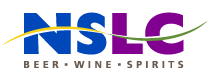 NSLC
BEER • WINE • SPIRITS